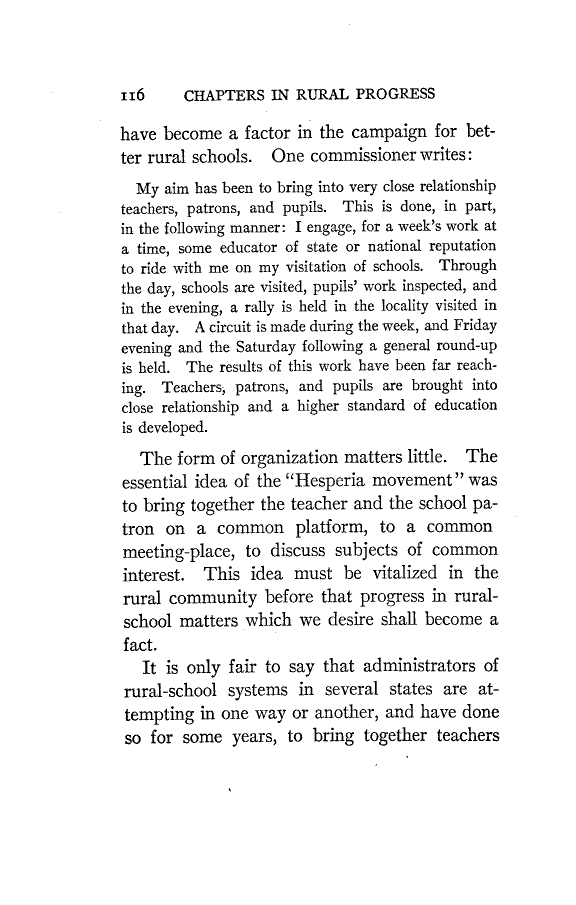 116 CHAPTERS IN RURAL PROGRESS
have become a factor in the campaign for bet-
ter rural schools. One commissioner writes:
My aim has been to bring into very close relationship
teachers, patrons, and pupils. This is done, in part,
in the following manner: I engage, for a week's work at
a time, some educator of state or national reputation
to ride with me on my visitation of schools. Through
the day, schools are visited, pupils' work inspected, and
in the evening, a rally is held in the locality visited in
that day. A circuit is made during the week, and Friday
evening and the Saturday following a general round-up
is held. The results of this work have been far reach-
ing. Teachers, patrons, and pupils are brought into
close relationship and a higher standard of education
is developed.
The form of organization matters little. The
essential idea of the "Hesperia movement" was
to bring together the teacher and the school pa-
tron on a common platform, to a common
meeting-place, to discuss subjects of common
interest. This idea must be vitalized in the
rural community before that progress in rural-
school matters which we desire shall become a
fact.
It is only fair to say that administrators of
rural-school systems in several states are at-
tempting in one way or another, and have done
so for some years, to bring together teachers